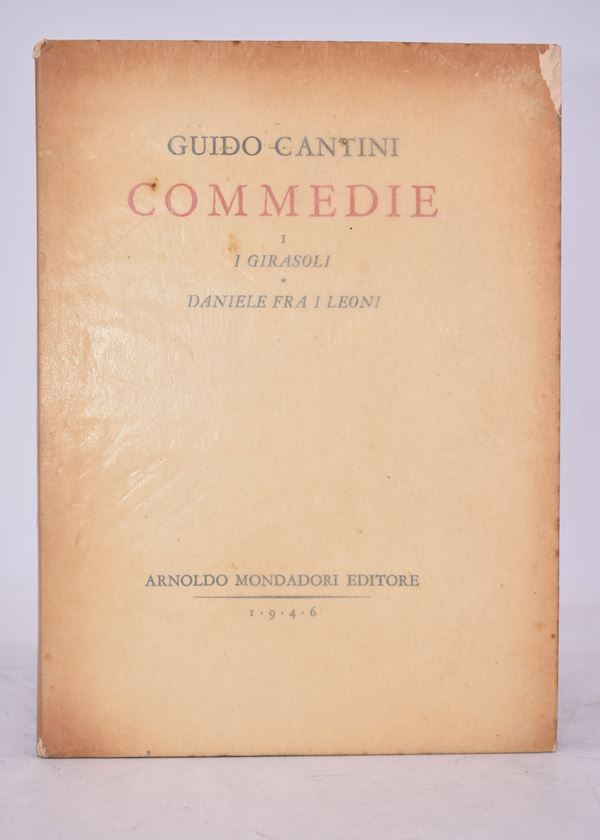 GUIDO CANTINI
COMMEDIE
I
I GIRASOLI
*
DANIELE FRA I LEONI
ARNOLDO MONDADORI EDITORE
1·9·4·6